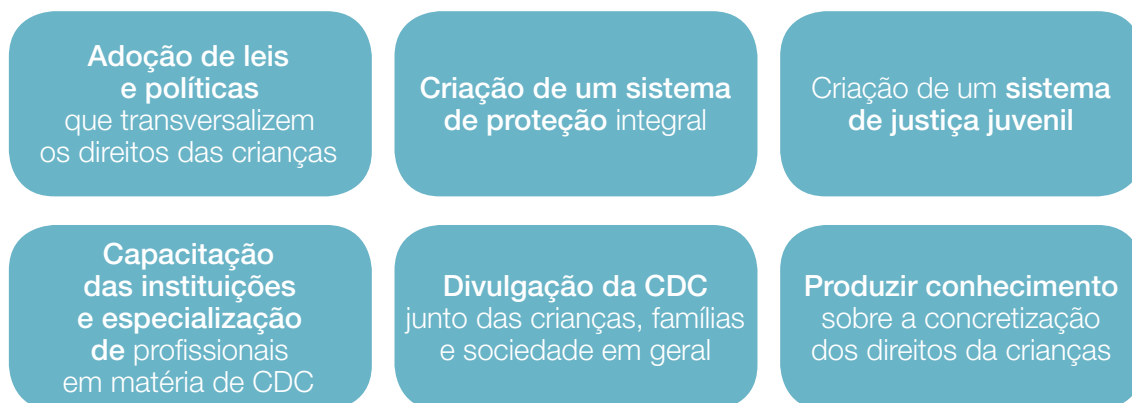 Adoção de leis
e políticas
que transversalizem
os direitos das crianças
Criação de um sistema
de proteção integral
Criação de um sistema
de justiça juvenil
Capacitação
das instituições
e especialização
de profissionais
em matéria de CDC
Divulgação da CDC
junto das crianças, famílias
e sociedade em geral
Produzir conhecimento
sobre a concretização
dos direitos da crianças